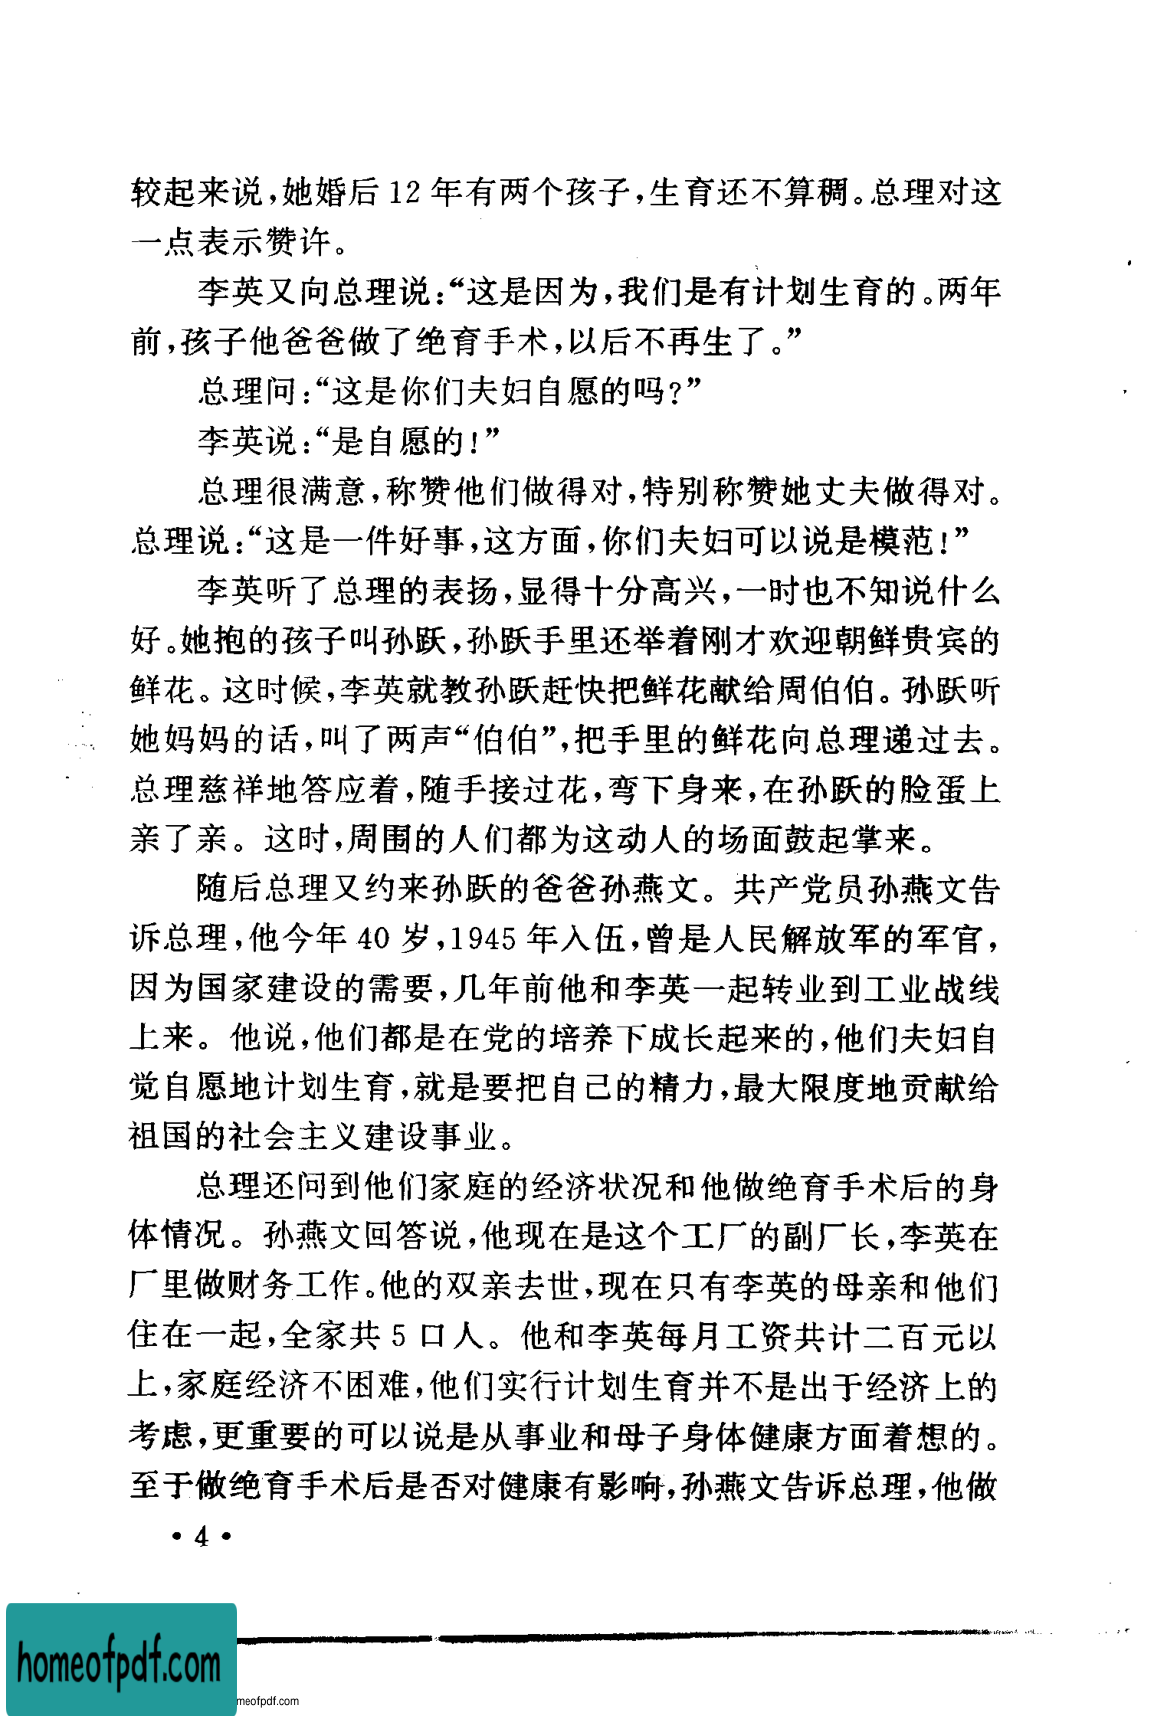 较起来说,她婚后12年有两个孩子,生育还不算稠。总理对这
一点表示赞许。
李英又向总理说:“这是因为,我们是有计划生育的。两年
前,孩子他爸爸做了绝育手术,以后不再生了。”
总理问:“这是你们夫妇自愿的吗?”
李英说:“是自愿的!”
总理很满意,称赞他们做得对,特别称赞她丈夫做得对。
总理说:“这是一件好事,这方面,你们夫妇可以说是模范!”
李英听了总理的表扬,显得十分高兴,一时也不知说什么
好。她抱的孩子叫孙跃,孙跃手里还举着刚才欢迎朝鲜贵宾的
鲜花。这时候,李英就教孙跃赶快把鲜花献给周伯伯。孙跃听
她妈妈的话,叫了两声“伯伯”,把手里的鲜花向总理递过去。
总理慈祥地答应着,随手接过花,弯下身来,在孙跃的脸蛋上
亲了亲。这时,周围的人们都为这动人的场面鼓起掌来。
随后总理又约来孙跃的爸爸孙燕文。共产党员孙燕文告
诉总理,他今年40岁,1945年入伍,曾是人民解放军的军官,
因为国家建设的需要,几年前他和李英一起转业到工业战线
上来。他说,他们都是在党的培养下成长起来的,他们夫妇自
觉自愿地计划生育,就是要把自己的精力,最大限度地贡献给
祖国的社会主义建设事业。
总理还问到他们家庭的经济状况和他做绝育手术后的身
体情况。孙燕文回答说,他现在是这个工厂的副厂长,李英在
厂里做财务工作。他的双亲去世,现在只有李英的母亲和他们
住在一起,全家共5口人。他和李英每月工资共计二百元以
上,家庭经济不困难,他们实行计划生育并不是出于经济上的
考虑,更重要的可以说是从事业和母子身体健康方面着想的。
至于做绝育手术后是否对健康有影响,孙燕文告诉总理,他做
•4•
homeofpdf.com
meofpdf.com